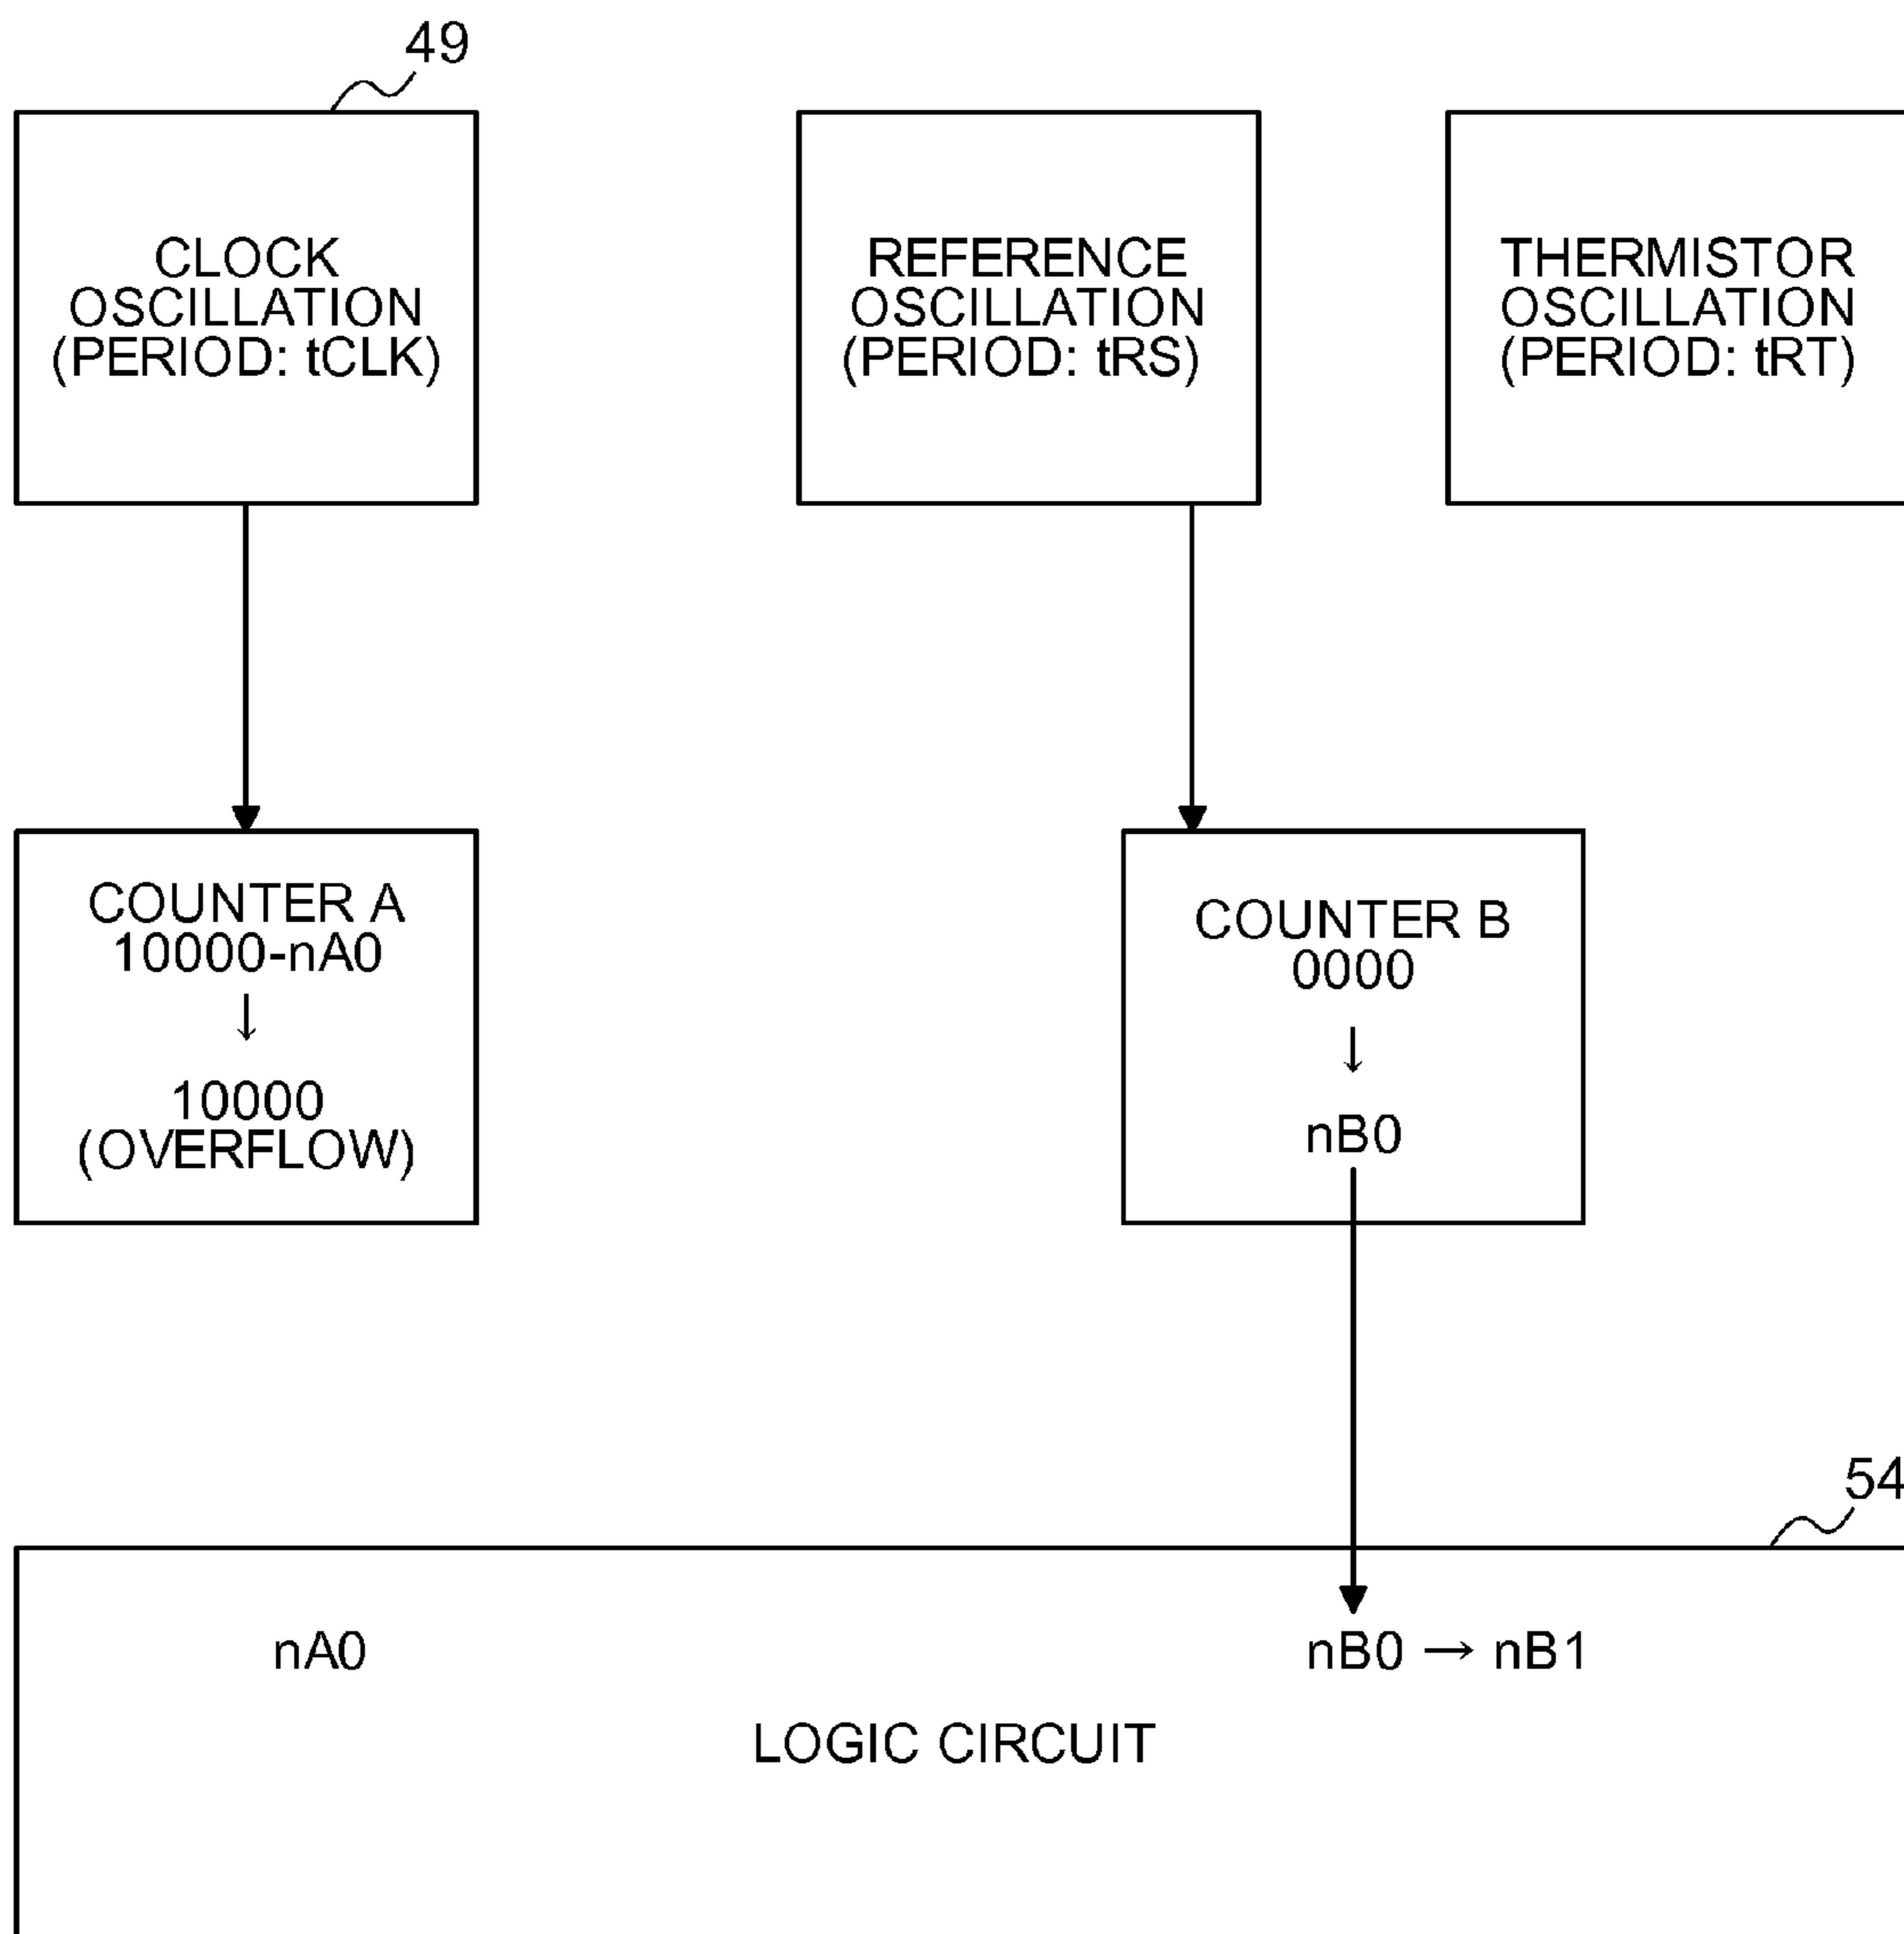 49
CLOCK
OSCILLATION
(PERIOD: tCLK)
REFERENCE
OSCILLATION
(PERIOD: tRS)
THERMISTOR
OSCILLATION
(PERIOD: tRT)
COUNTER A
10000-nA0
↓
10000
(OVERFLOW)
COUNTER B
0000
↓
nB0
54
nA0
nB0 → nB1
LOGIC CIRCUIT